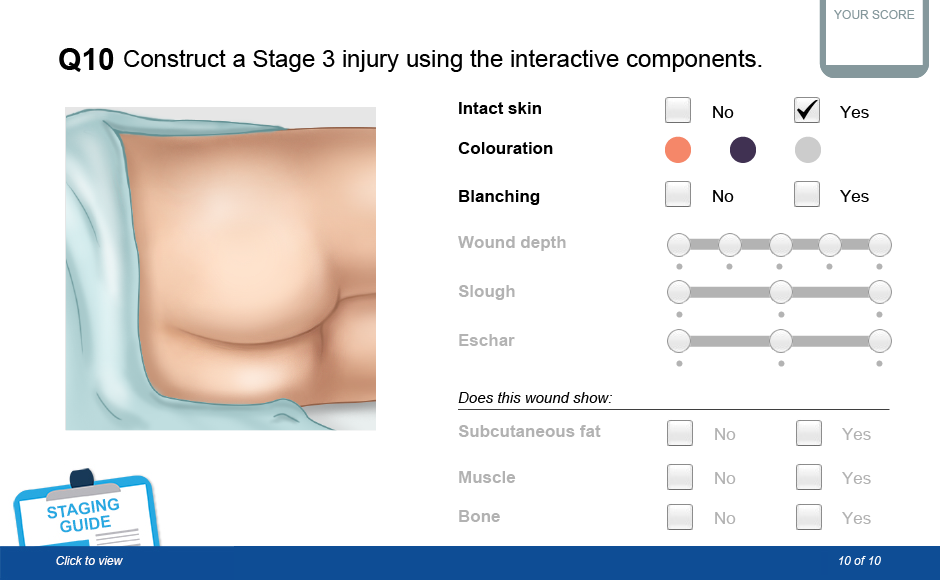 YOUR SCORE
Q10 Construct a Stage 3 injury using the interactive components.
Intact skin No Yes
Colouration
Blanching No Yes
Wound depth
Slough
Eschar
Does this wound show:
Subcutaneous fat No Yes
Muscle No Yes
Bone No Yes
STAGING
GUIDE
Click to view 10 of 10